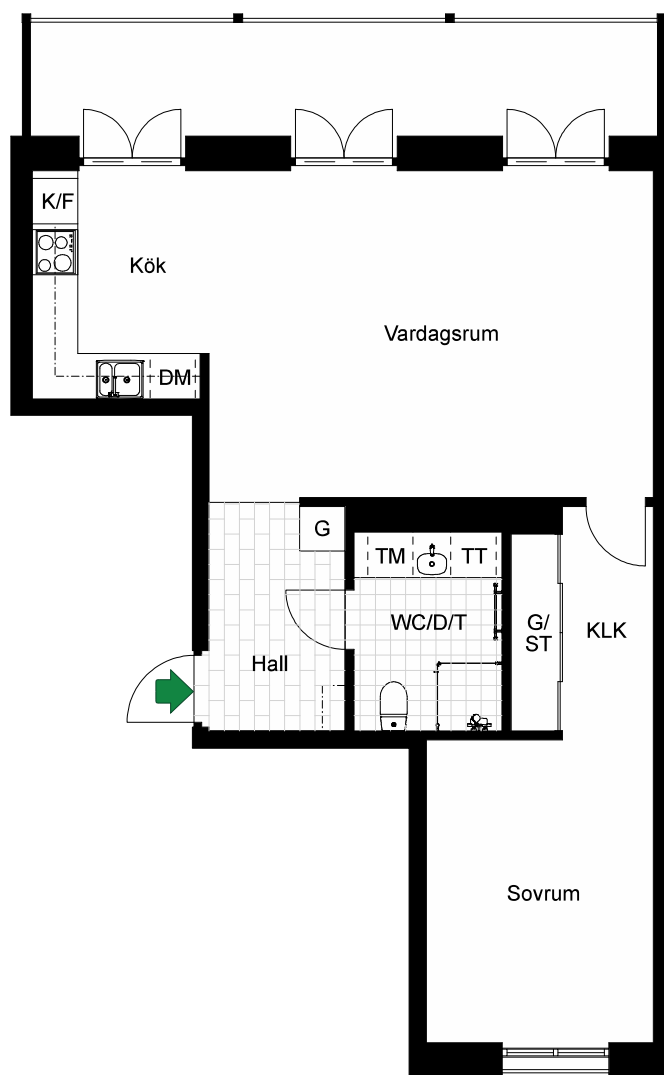 K/F
Kök
Vardagsrum
DM
G
TM
TT
WC/D/T
G/
ST
KLK
Hall
Sovrum